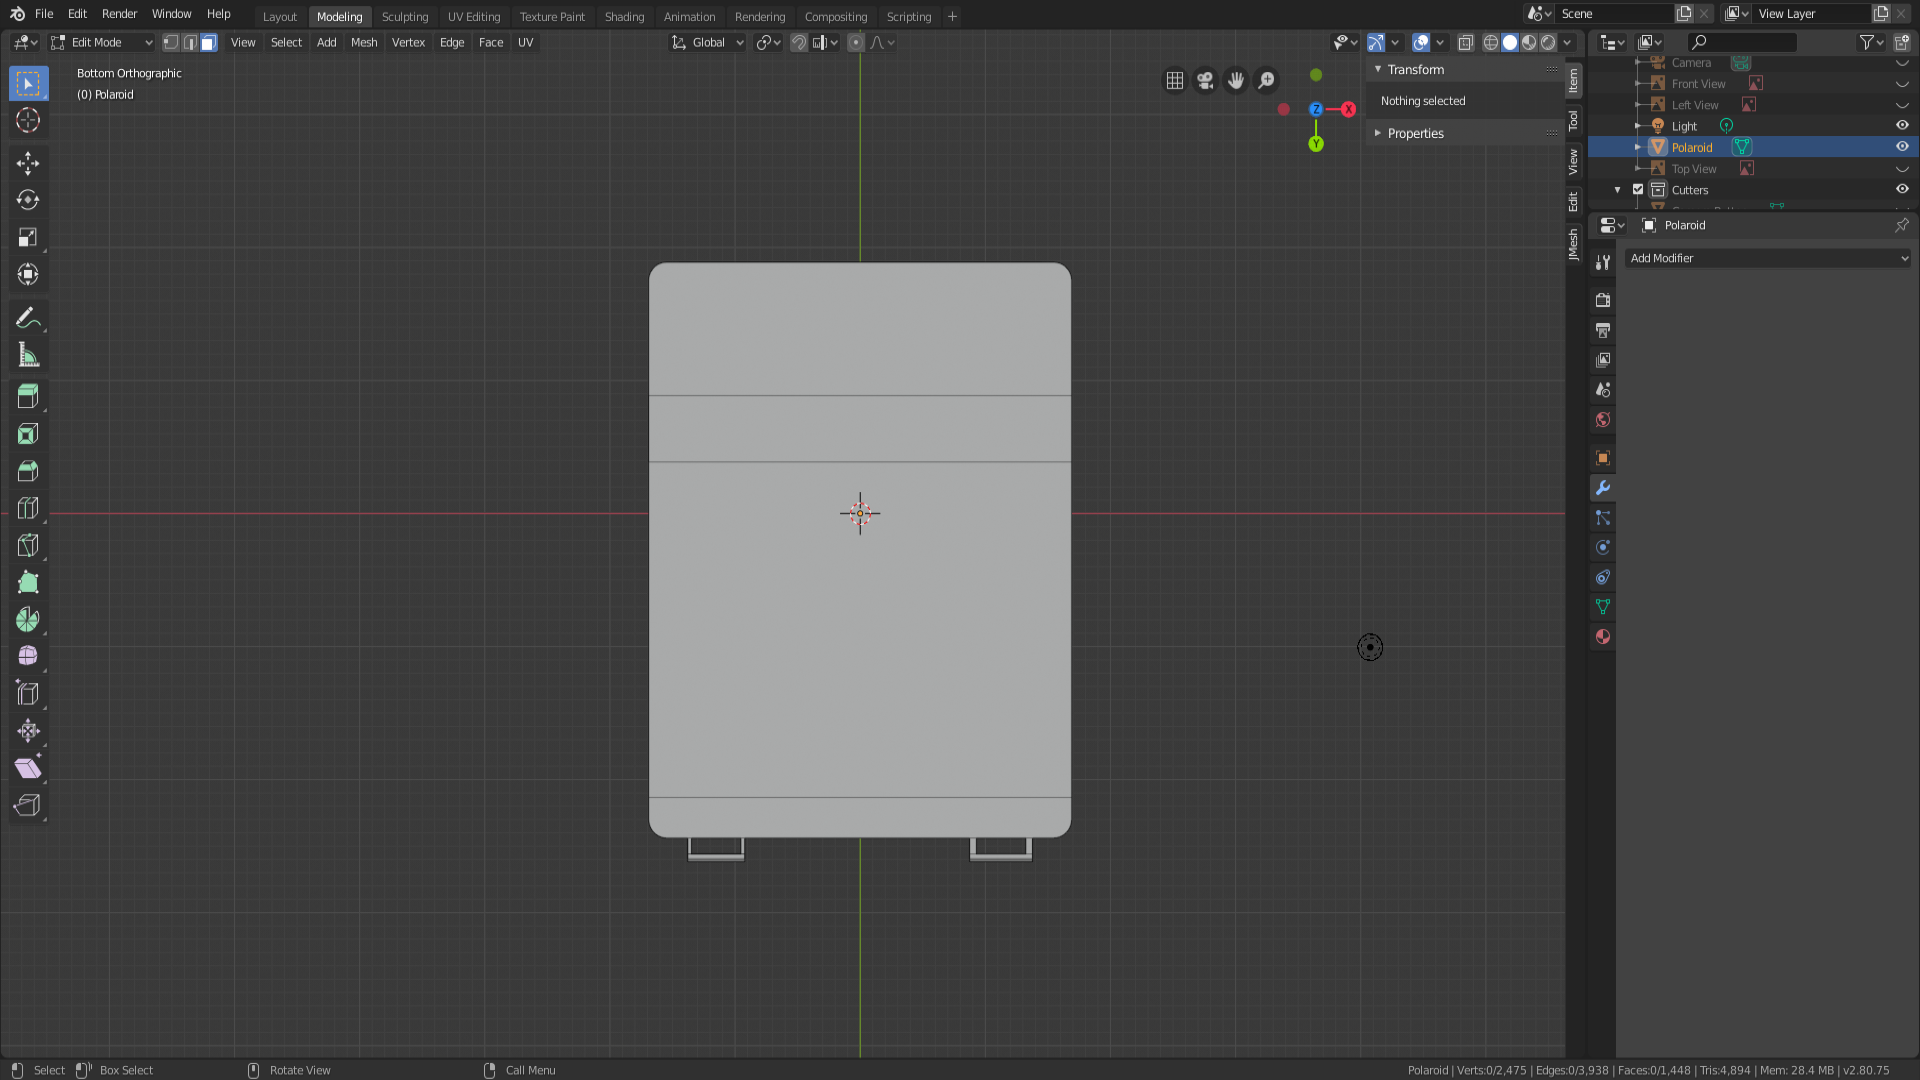 File Edit Render Window Help
Layout Modeling Sculpting UV Editing Texture Paint Shading Animation Rendering Compositing Scripting +
Scene
View Layer
Edit Mode
View Select Add Mesh Vertex Edge Face UV
Global
Bottom Orthographic
(0) Polaroid
Transform
Nothing selected
Properties
Item
Tool
View
Edit
JMesh
X
Y
Z
Camera
Front View
Left View
Light
Polaroid
Top View
Cutters
Polaroid
Add Modifier
Select
Box Select
Rotate View
Call Menu
Polaroid | Verts:0/2,475 | Edges:0/3,938 | Faces:0/1,448 | Tris:4,894 | Mem: 28.4 MB | v2.80.75